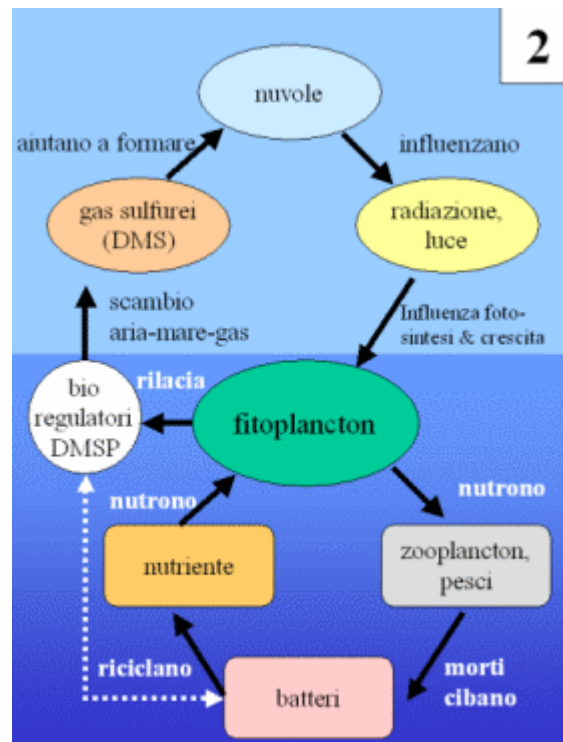 2
nuvole
aiutano a formare
influenzano
gas sulfurei
(DMS)
radiazione,
luce
scambio
aria-mare-gas
Influenza foto-
sintesi & crescita
bio
regulatori
DMSP
rilacia
fitoplancton
nutrono
nutrono
nutriente
zooplancton,
pesci
riciclano
batteri
morti
cibano